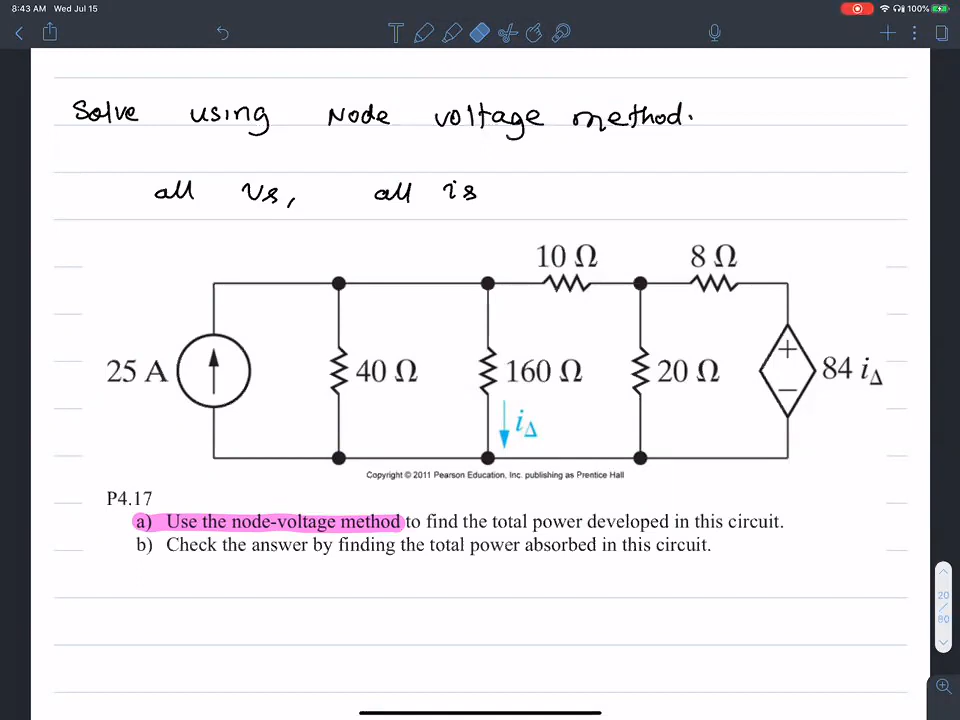 8:43 AM Wed Jul 15
100%
T
Solve using Node voltage method.
all vs, all is
10 Ω 8 Ω
25 A 40 Ω 160 Ω 20 Ω + − 84 iΔ
iΔ
Copyright © 2011 Pearson Education, Inc. publishing as Prentice Hall
P4.17
a) Use the node-voltage method to find the total power developed in this circuit.
b) Check the answer by finding the total power absorbed in this circuit.
20
/
80